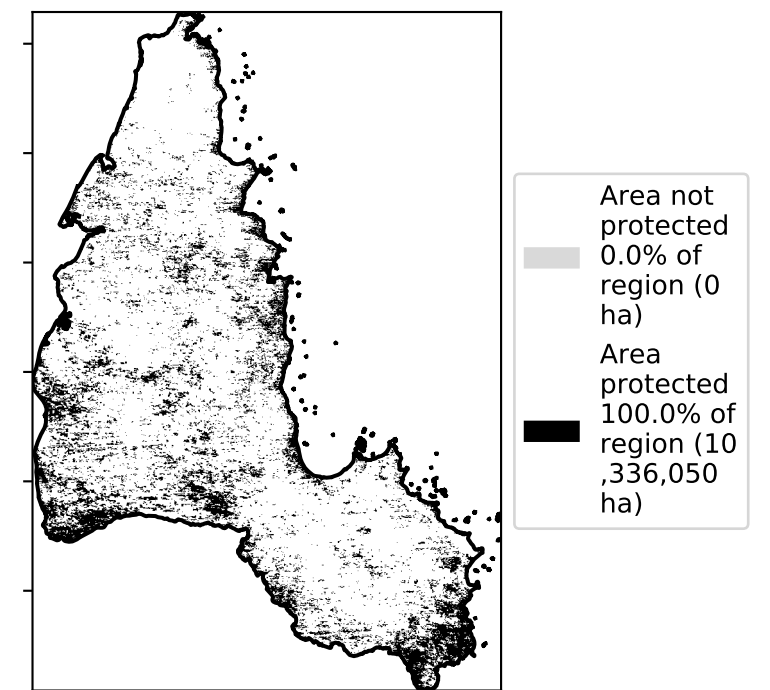 Area not
protected
0.0% of
region (0
ha)
Area
protected
100.0% of
region (10
,336,050
ha)